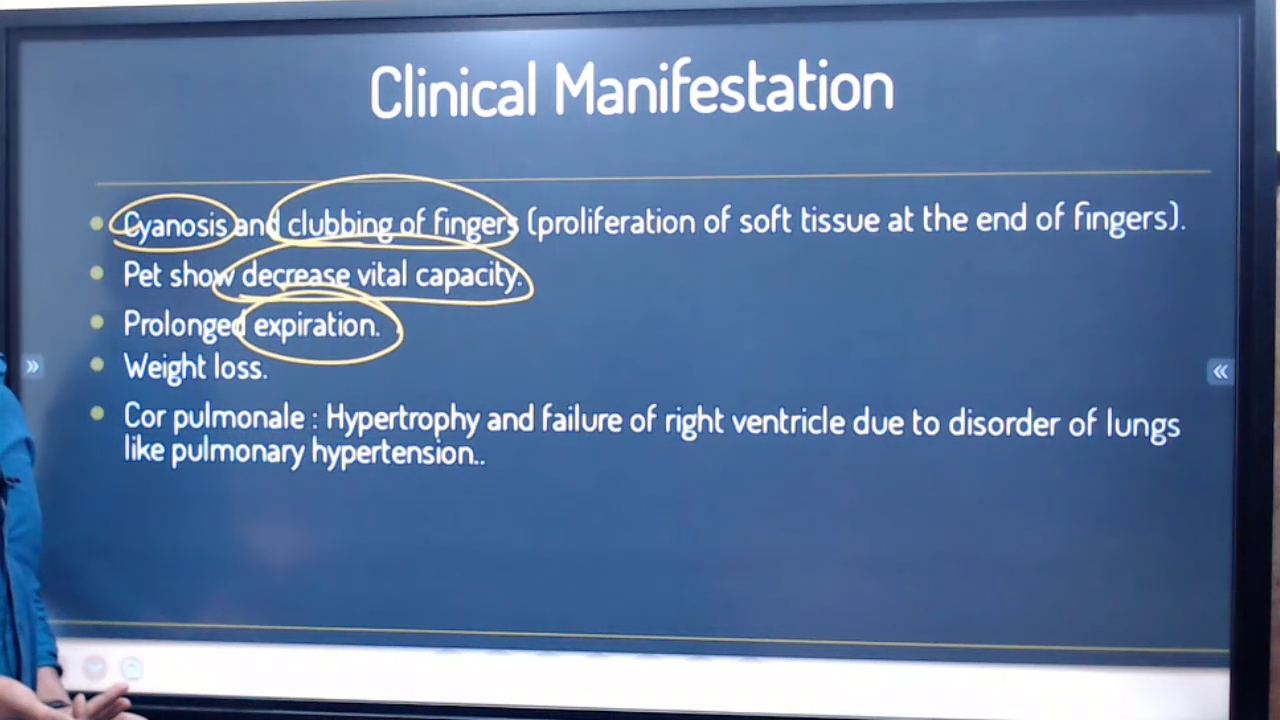 Clinical Manifestation
Cyanosis and clubbing of fingers (proliferation of soft tissue at the end of fingers).
Pet show decrease vital capacity.
Prolonged expiration.
Weight loss.
Cor pulmonale : Hypertrophy and failure of right ventricle due to disorder of lungs
like pulmonary hypertension..